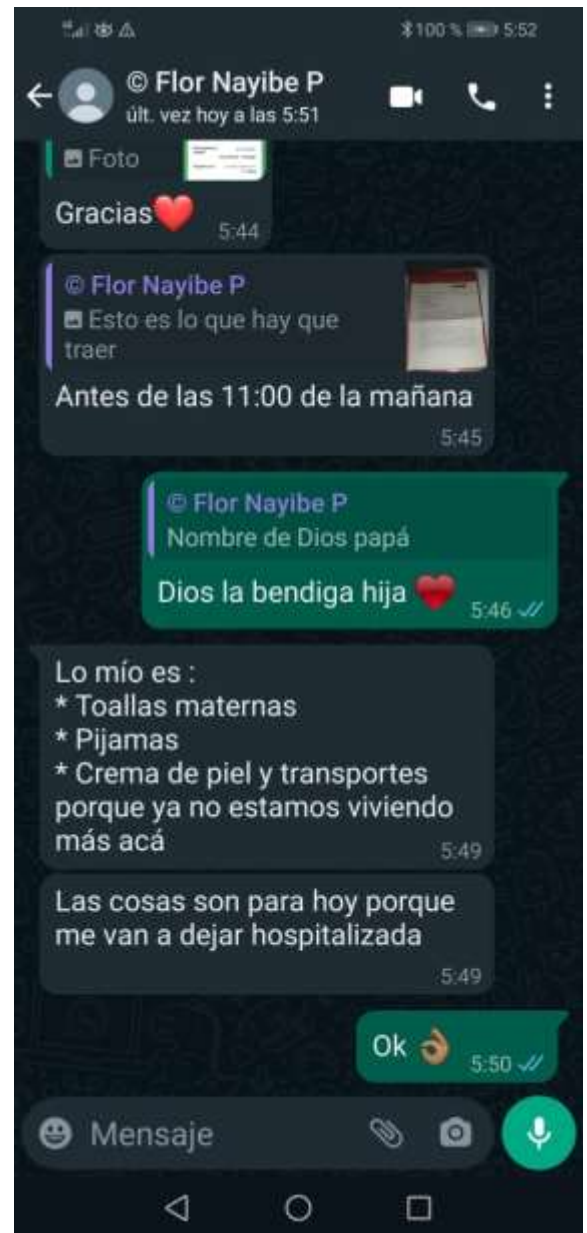 100 % 5:52
© Flor Nayibe P
últ. vez hoy a las 5:51
Foto
Gracias❤️
5:44
© Flor Nayibe P
Esto es lo que hay que
traer
Antes de las 11:00 de la mañana
5:45
© Flor Nayibe P
Nombre de Dios papá
Dios la bendiga hija ❤️
5:46
Lo mío es :
* Toallas maternas
* Pijamas
* Crema de piel y transportes
porque ya no estamos viviendo
más acá
5:49
Las cosas son para hoy porque
me van a dejar hospitalizada
5:49
Ok 👌🏽
5:50
Mensaje